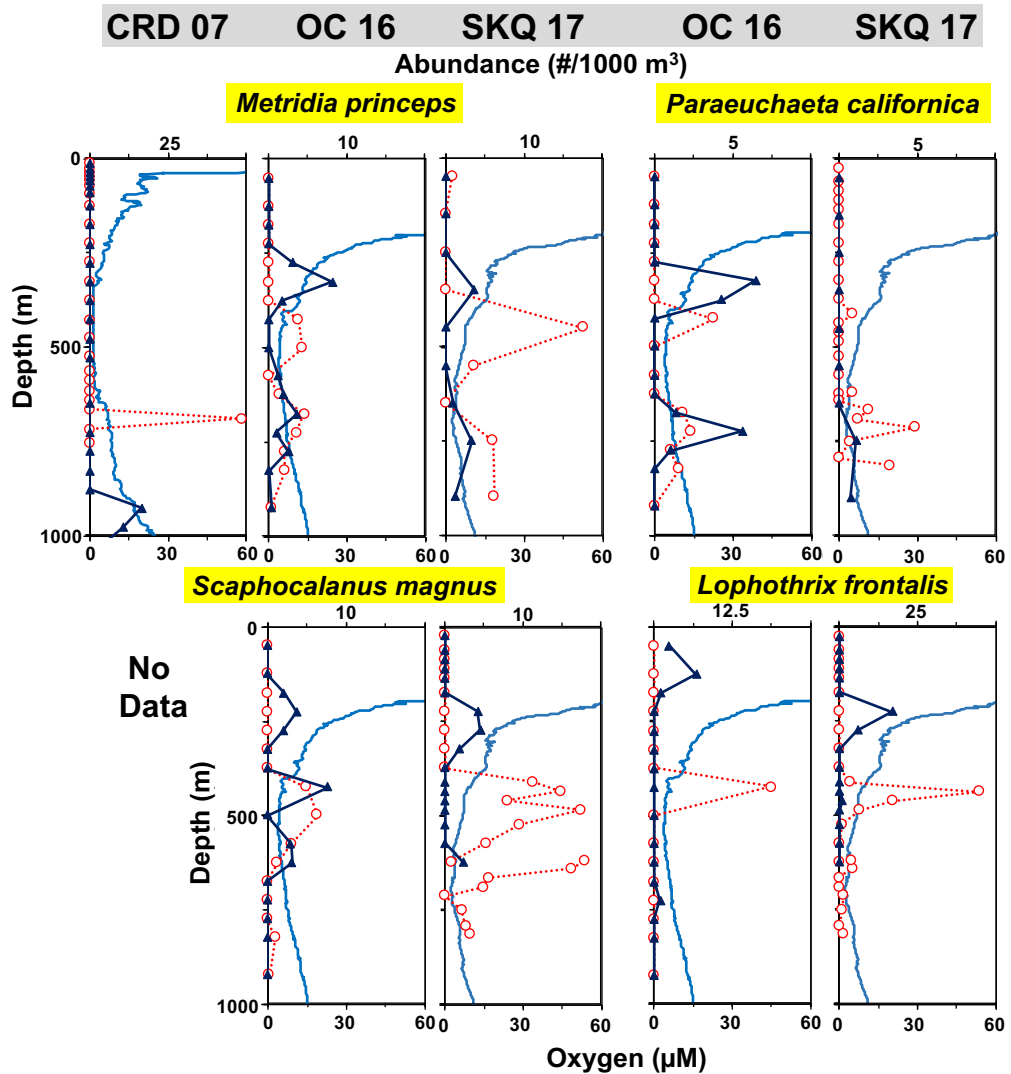 CRD 07 OC 16 SKQ 17 OC 16 SKQ 17
Abundance (#/1000 m³)
Metridia princeps Paraeuchaeta californica
25 10 10 5 5
0
500
1000
Depth (m)
0 30 60 0 30 60 0 30 60 0 30 60 0 30 60
Scaphocalanus magnus Lophothrix frontalis
10 10 12.5 25
0
No
Data
500
1000
Depth (m)
0 30 60 0 30 60 0 30 60 0 30 60
Oxygen (µM)